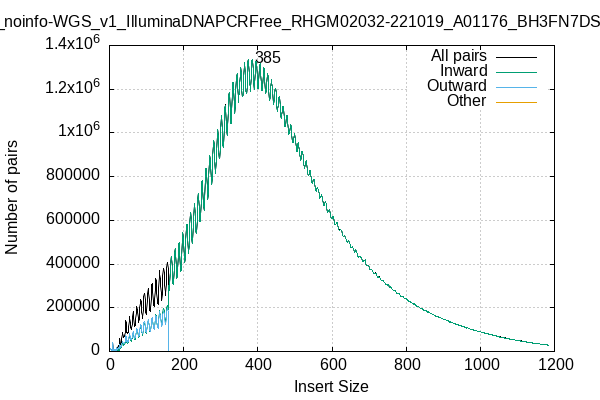 _noinfo-WGS_v1_IlluminaDNAPCRFree_RHGM02032-221019_A01176_BH3FN7DS
1.4x10^6
385
All pairs
Inward
Outward
Other
1.2x10^6
1x10^6
800000
600000
400000
200000
0
Number of pairs
0 200 400 600 800 1000 1200
Insert Size